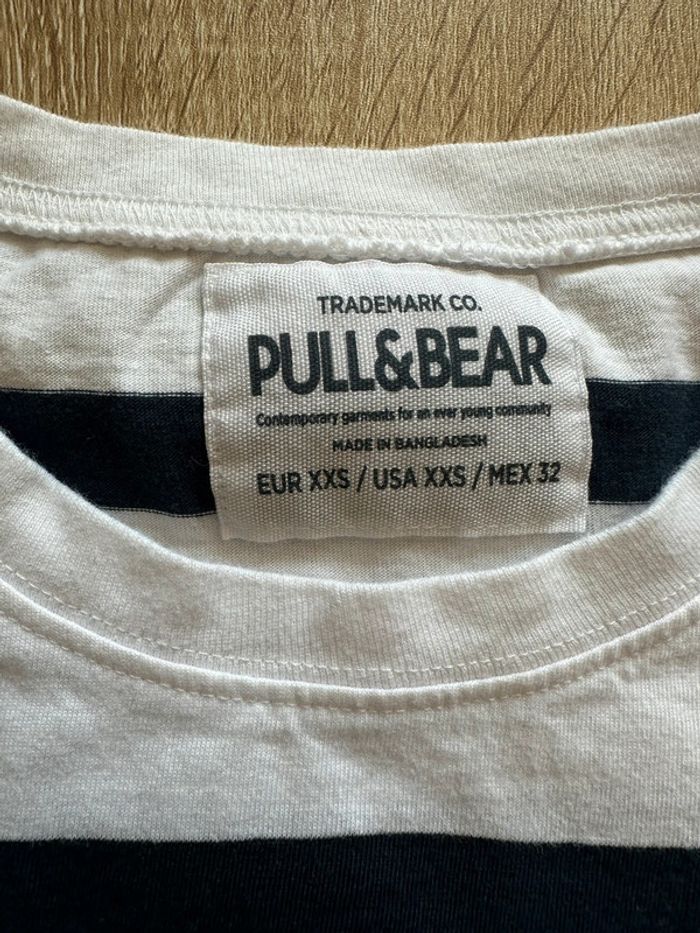 TRADEMARK CO.
PULL&BEAR
Contemporary garments for an ever young community
MADE IN BANGLADESH
EUR XXS / USA XXS / MEX 32